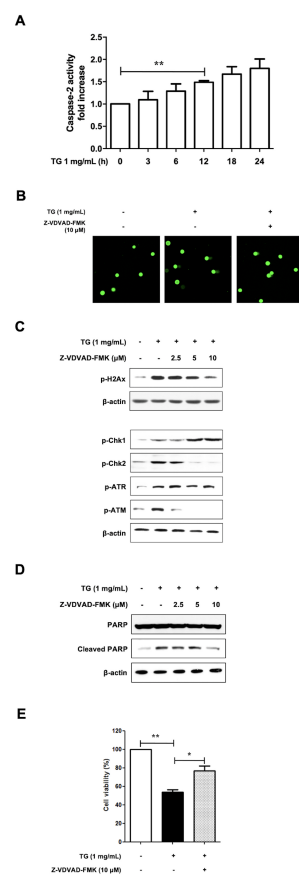 A
Caspase-2 activity
fold increase
2.5
2.0
1.5
1.0
0.5
0.0
**
TG 1 mg/mL (h) 0 3 6 12 18 24
B
TG (1 mg/mL) - + +
Z-VDVAD-FMK
(10 μM) - - +
C
TG (1 mg/mL) - + + + +
Z-VDVAD-FMK (μM) - - 2.5 5 10
p-H2Ax
β-actin
p-Chk1
p-Chk2
p-ATR
p-ATM
β-actin
D
TG (1 mg/mL) - + + + +
Z-VDVAD-FMK (μM) - - 2.5 5 10
PARP
Cleaved PARP
β-actin
E
Cell viability (%)
120
100
80
60
40
20
0
**
*
TG (1 mg/mL) - + +
Z-VDVAD-FMK (10 μM) - - +